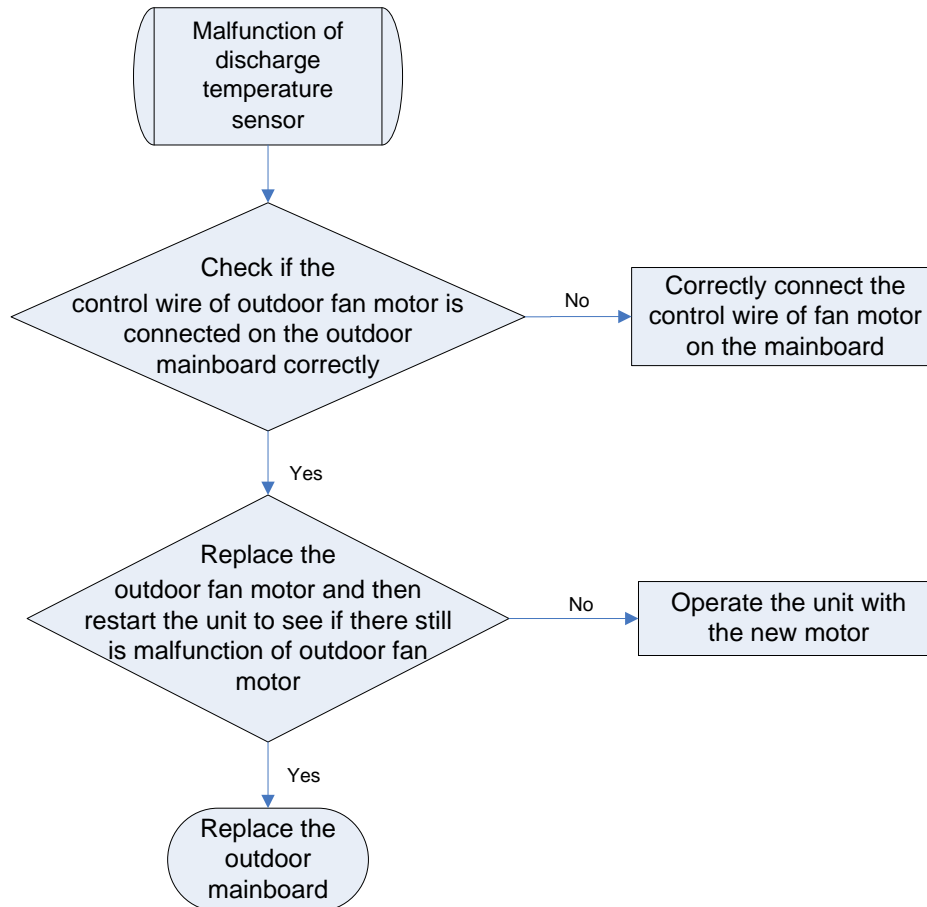 Malfunction of
discharge
temperature
sensor
Check if the
control wire of outdoor fan motor is
connected on the outdoor
mainboard correctly
No
Correctly connect the
control wire of fan motor
on the mainboard
Yes
Replace the
outdoor fan motor and then
restart the unit to see if there still
is malfunction of outdoor fan
motor
No
Operate the unit with
the new motor
Yes
Replace the
outdoor
mainboard